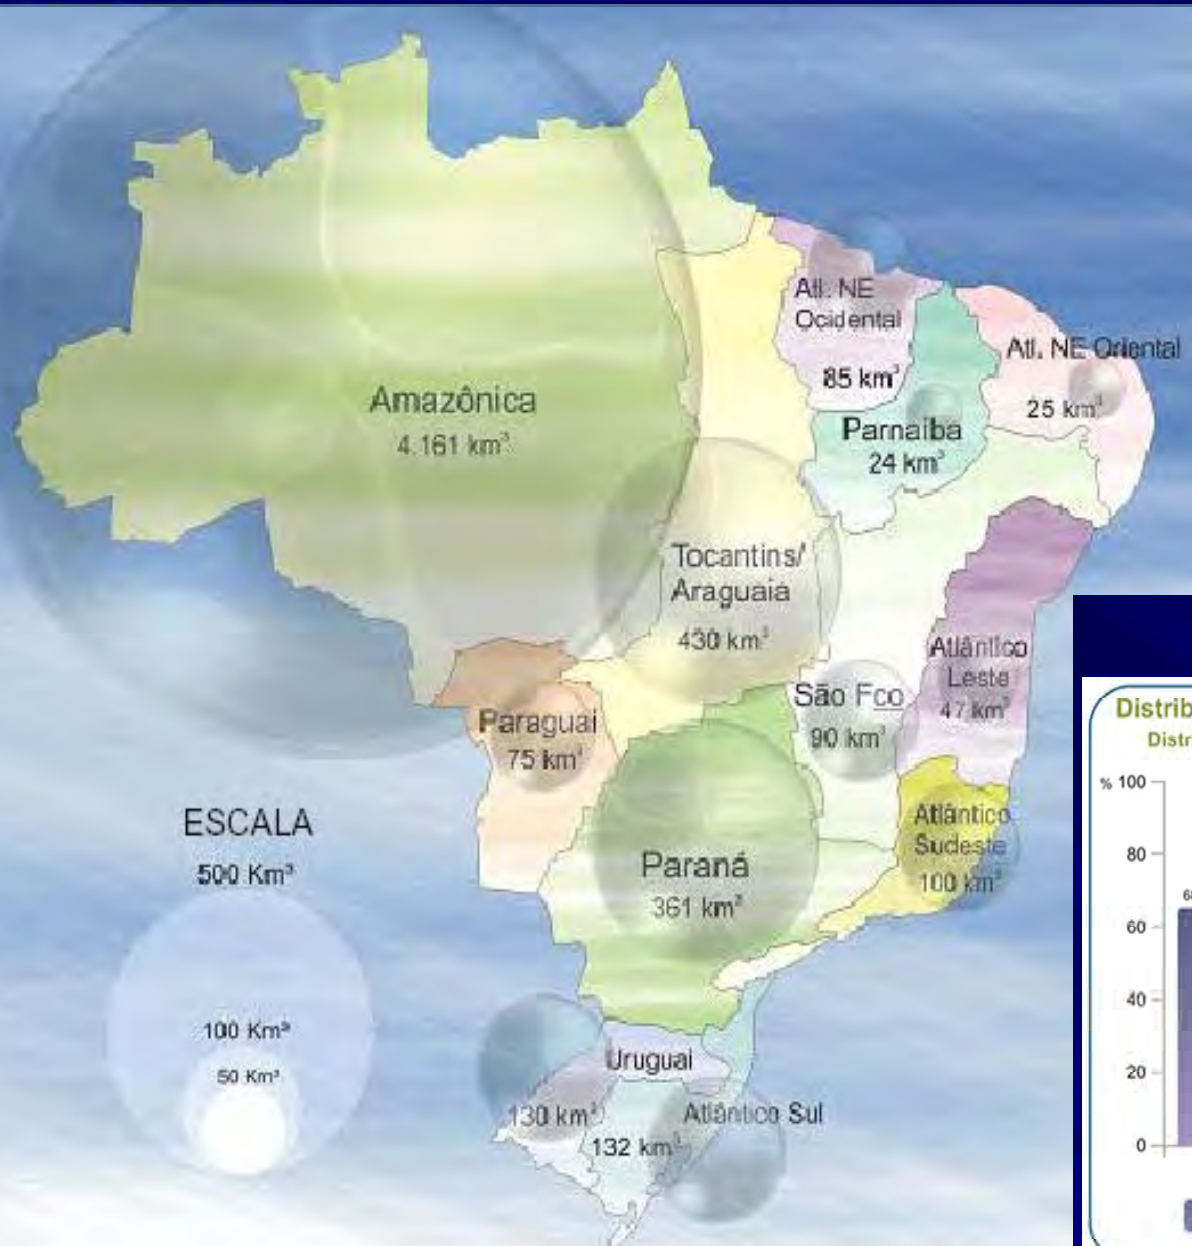 Amazônica
4.161 km³
Atl. NE
Ocidental
85 km³
Atl. NE Oriental
25 km³
Parnaiba
24 km³
Tocantins/
Araguaia
430 km³
Atlântico
Leste
47 km³
São Fco
90 km³
Paraguai
75 km³
Atlântico
Sudeste
100 km³
Paraná
361 km³
ESCALA
500 Km³
100 Km³
50 Km³
Uruguai
130 km³
Atlântico Sul
132 km³
% 100
80
60
40
20
0